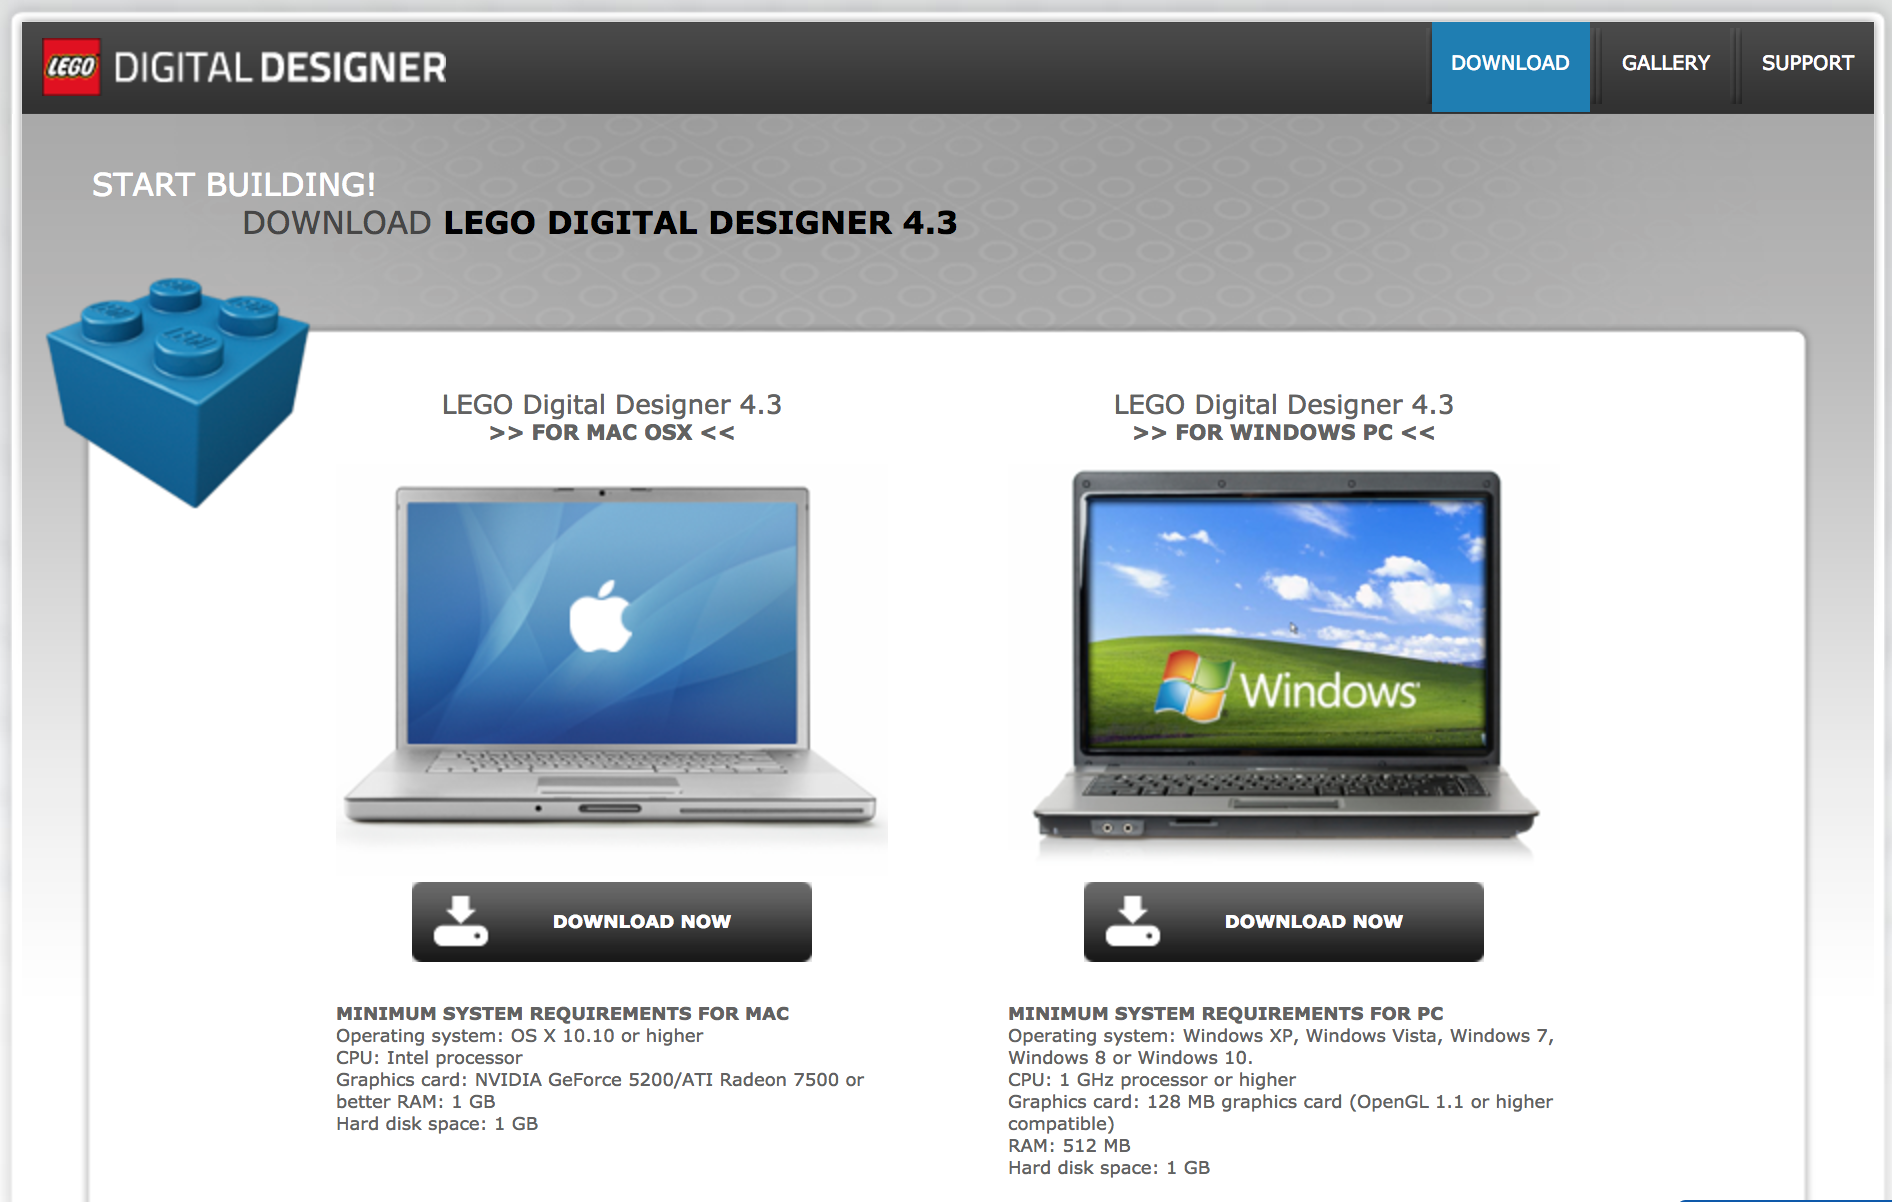 LEGO DIGITAL DESIGNER
DOWNLOAD
GALLERY
SUPPORT
START BUILDING!
DOWNLOAD LEGO DIGITAL DESIGNER 4.3
LEGO Digital Designer 4.3
>> FOR MAC OSX <<
DOWNLOAD NOW
MINIMUM SYSTEM REQUIREMENTS FOR MAC
Operating system: OS X 10.10 or higher
CPU: Intel processor
Graphics card: NVIDIA GeForce 5200/ATI Radeon 7500 or
better RAM: 1 GB
Hard disk space: 1 GB
LEGO Digital Designer 4.3
>> FOR WINDOWS PC <<
Windows
DOWNLOAD NOW
MINIMUM SYSTEM REQUIREMENTS FOR PC
Operating system: Windows XP, Windows Vista, Windows 7,
Windows 8 or Windows 10.
CPU: 1 GHz processor or higher
Graphics card: 128 MB graphics card (OpenGL 1.1 or higher
compatible)
RAM: 512 MB
Hard disk space: 1 GB